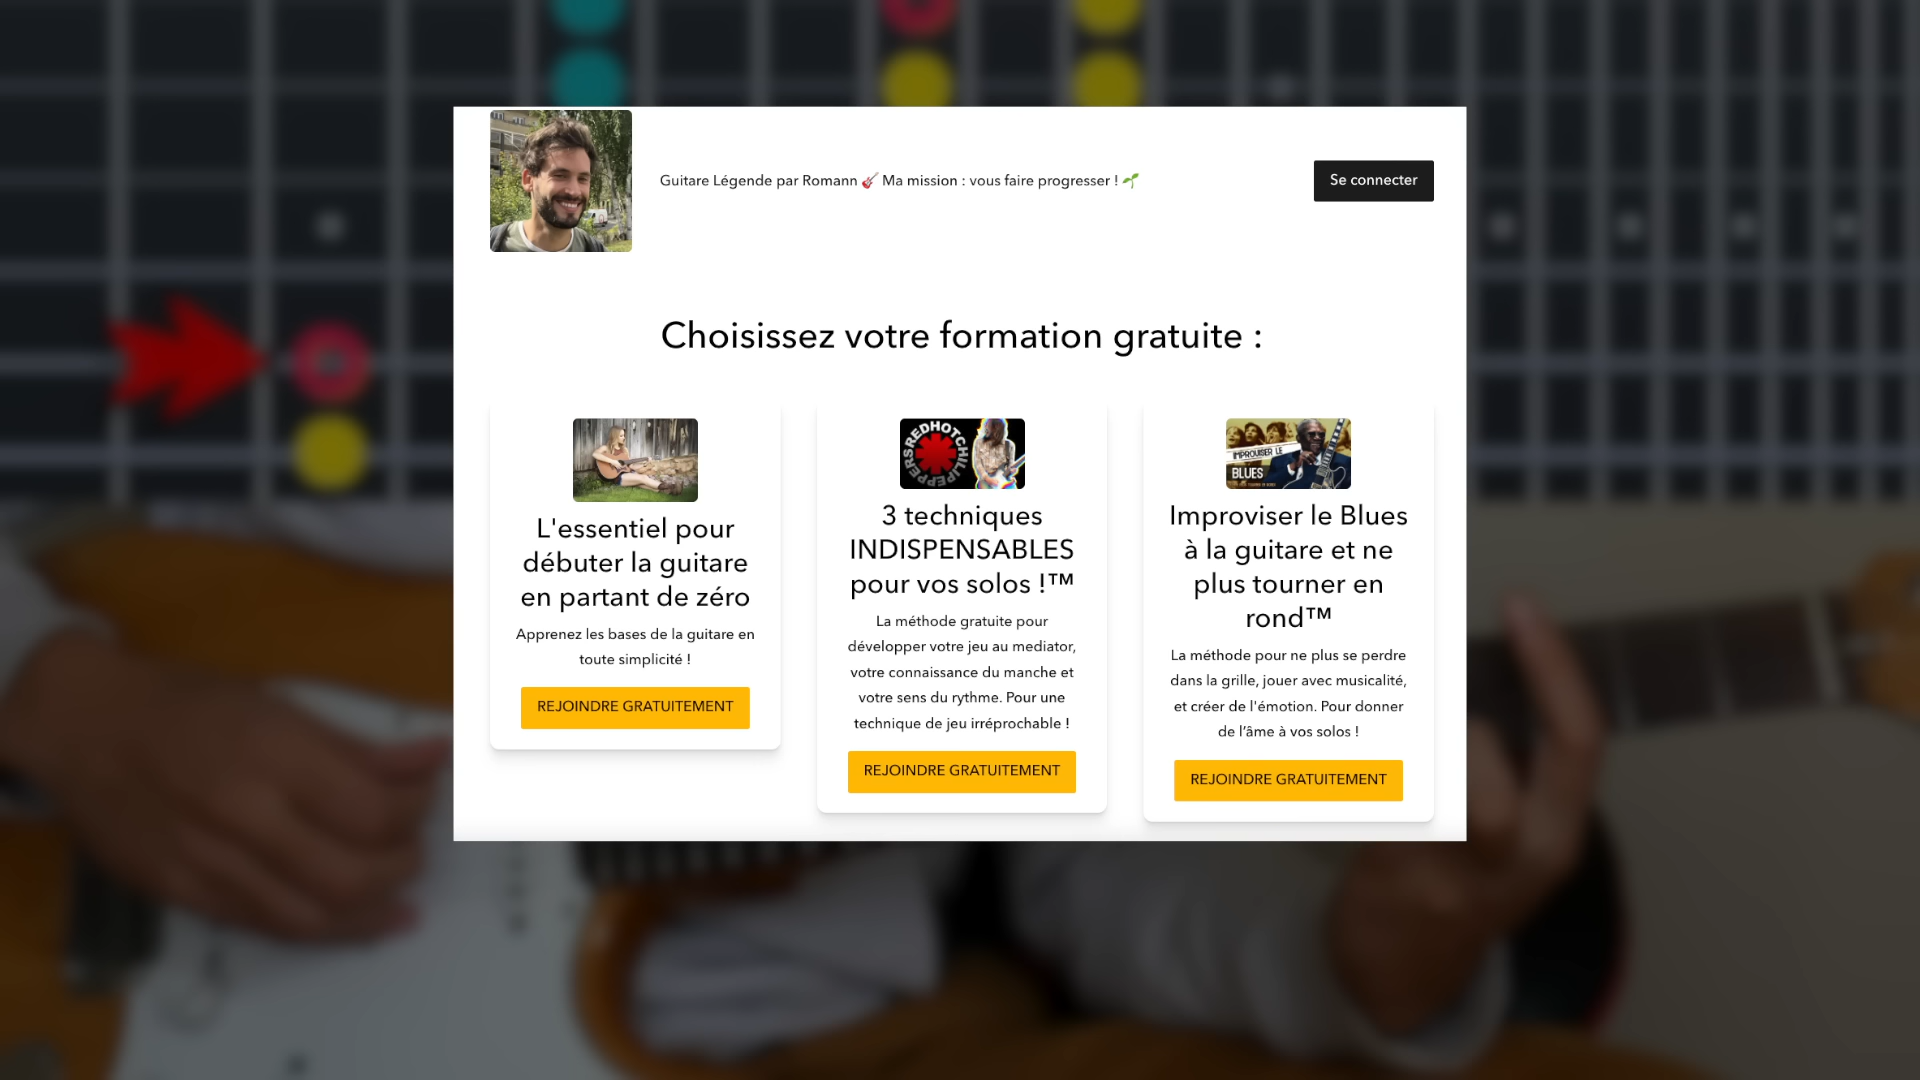 Guitare Légende par Romann 🎸 Ma mission : vous faire progresser ! 🌱
Se connecter
Choisissez votre formation gratuite :
L'essentiel pour
débuter la guitare
en partant de zéro
Apprenez les bases de la guitare en
toute simplicité !
REJOINDRE GRATUITEMENT
RED HOT CHILI PEPPERS
3 techniques
INDISPENSABLES
pour vos solos !™
La méthode gratuite pour
développer votre jeu au mediator,
votre connaissance du manche et
votre sens du rythme. Pour une
technique de jeu irréprochable !
REJOINDRE GRATUITEMENT
IMPROVISER LE
BLUES
Improviser le Blues
à la guitare et ne
plus tourner en
rond™
La méthode pour ne plus se perdre
dans la grille, jouer avec musicalité,
et créer de l'émotion. Pour donner
de l’âme à vos solos !
REJOINDRE GRATUITEMENT